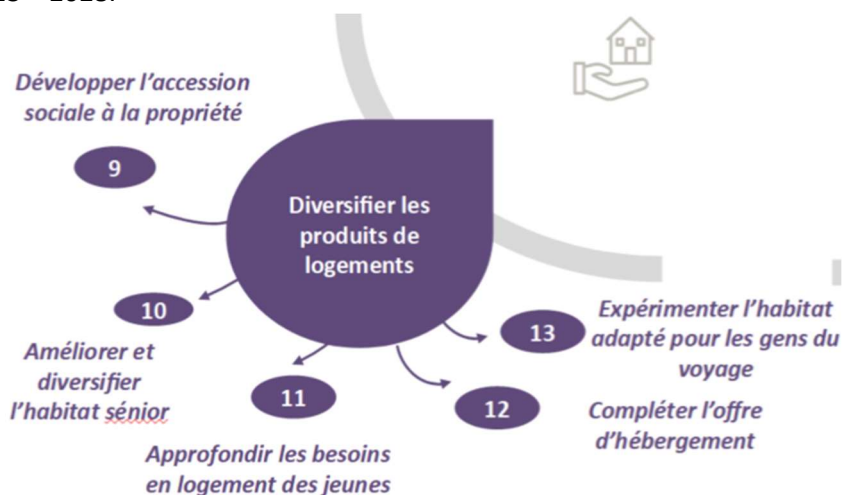 Développer l'accession
sociale à la propriété
9
Diversifier les
produits de
logements
10
Améliorer et
diversifier
l'habitat sénior
11
Approfondir les besoins
en logement des jeunes
12
Compléter l'offre
d'hébergement
13
Expérimenter l'habitat
adapté pour les gens du
voyage